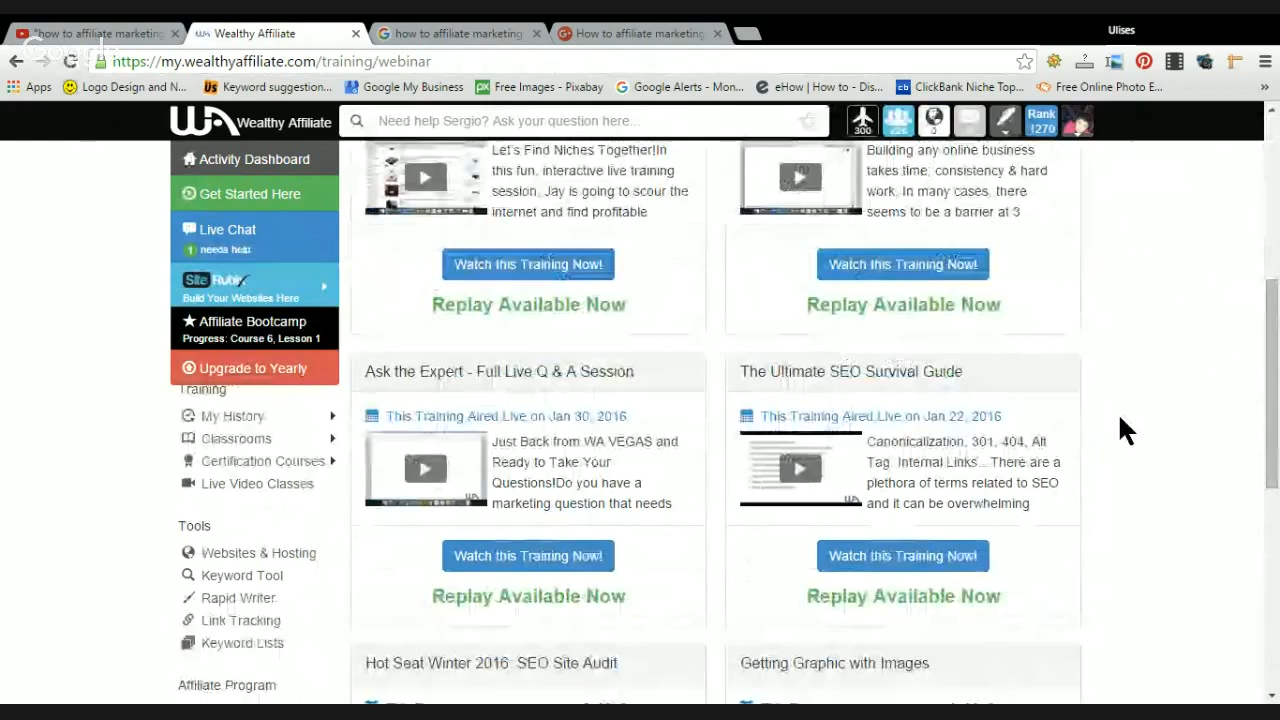 Ulises
"how to affiliate marketing
Wealthy Affiliate
how to affiliate marketing
How to affiliate marketing
https://my.wealthyaffiliate.com/training/webinar
Apps
Logo Design and N...
Keyword suggestion...
Google My Business
Free Images - Pixabay
Google Alerts - Mon...
eHow | How to - Dis...
ClickBank Niche Top...
Free Online Photo E...
»
WA Wealthy Affiliate
Need help Sergio? Ask your question here...
300
0
Rank
!270
Activity Dashboard
Get Started Here
Live Chat
1 needs help
Site Rubix
Build Your Websites Here
Affiliate Bootcamp
Progress: Course 6, Lesson 1
Upgrade to Yearly
Training
My History
Classrooms
Certification Courses
Live Video Classes
Tools
Websites & Hosting
Keyword Tool
Rapid Writer
Link Tracking
Keyword Lists
Affiliate Program
Let's Find Niches Together!In
this fun, interactive live training
session, Jay is going to scour the
internet and find profitable
Watch this Training Now!
Replay Available Now
Building any online business
takes time, consistency & hard
work. In many cases, there
seems to be a barrier at 3
Watch this Training Now!
Replay Available Now
Ask the Expert - Full Live Q & A Session
This Training Aired Live on Jan 30, 2016
Just Back from WA VEGAS and
Ready to Take Your
Questions!Do you have a
marketing question that needs
Watch this Training Now!
Replay Available Now
The Ultimate SEO Survival Guide
This Training Aired Live on Jan 22, 2016
Canonicalization, 301, 404, Alt
Tag, Internal Links...There are a
plethora of terms related to SEO
and it can be overwhelming
Watch this Training Now!
Replay Available Now
Hot Seat Winter 2016: SEO Site Audit
Getting Graphic with Images